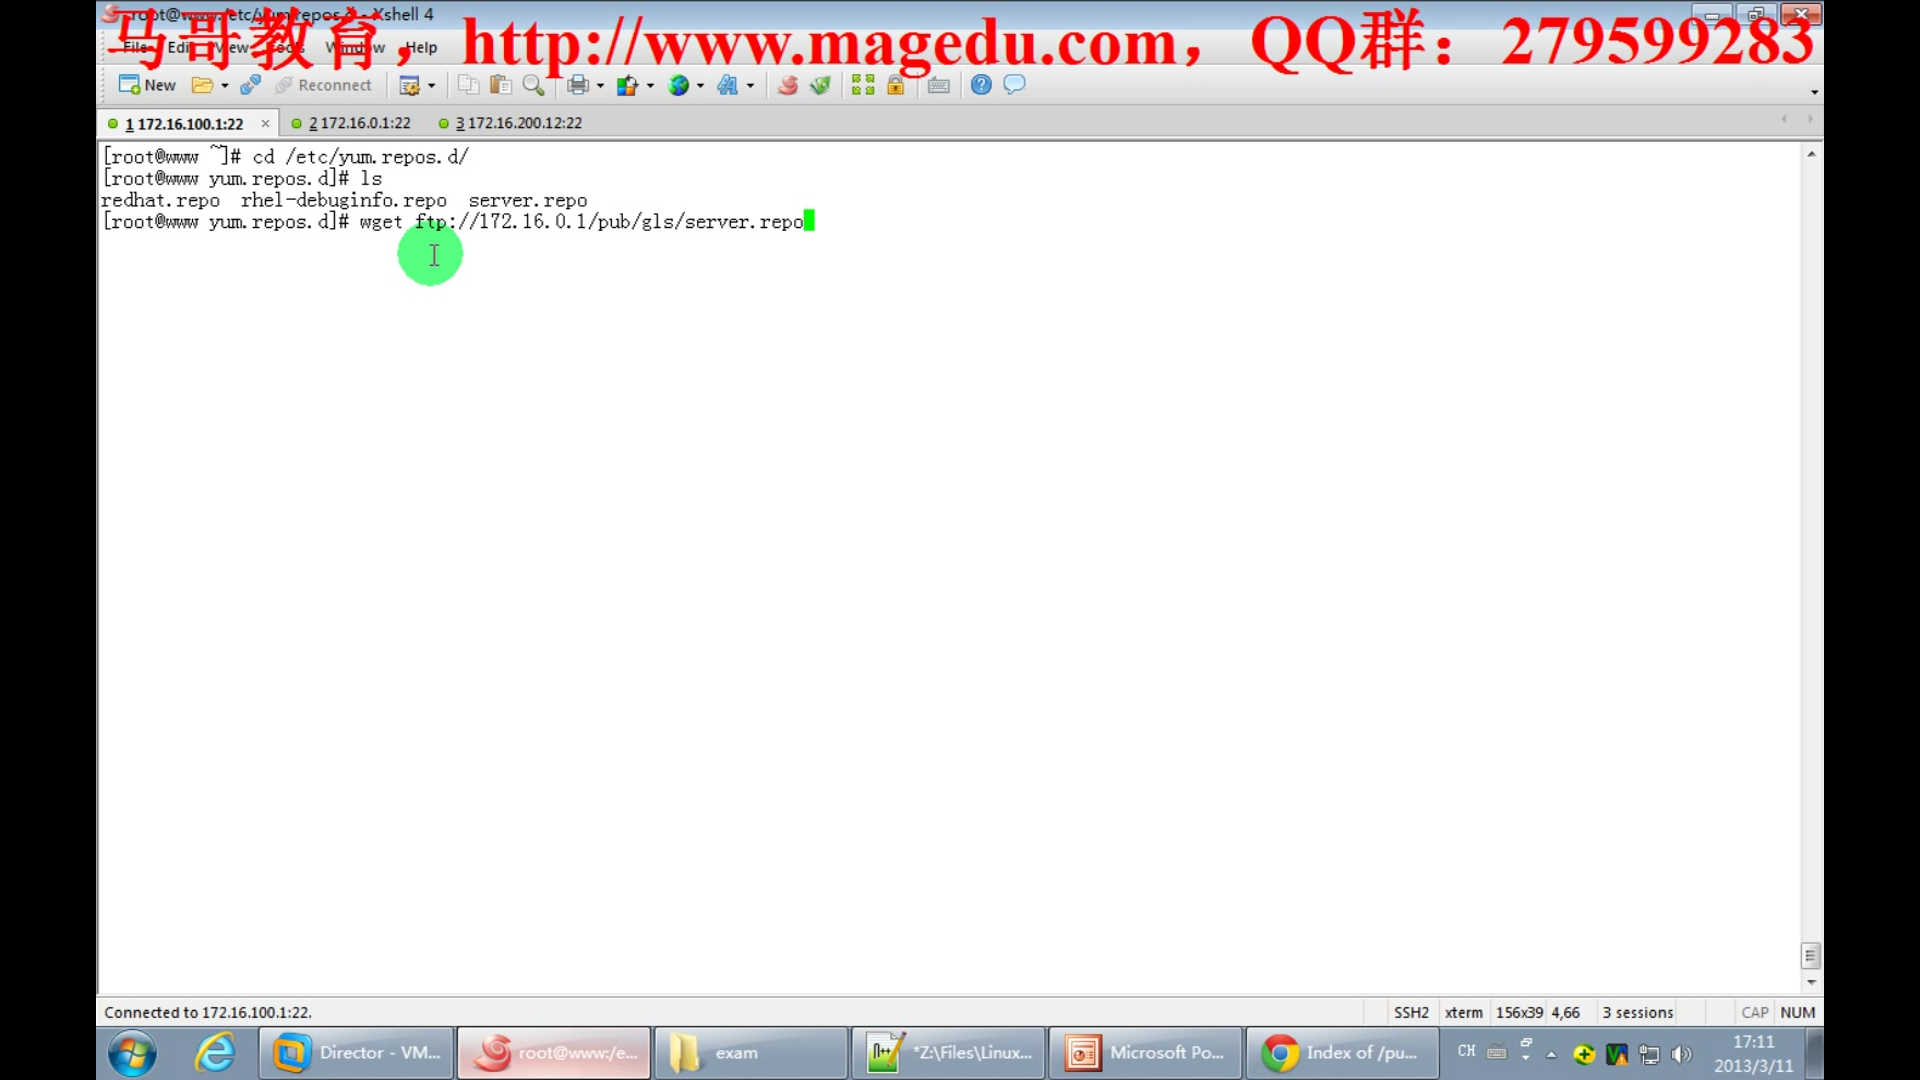 root@www:/etc/yum.repos.d - Xshell 4
马哥教育，http://www.magedu.com，QQ群：279599283
File Edit View Tools Window Help
New Reconnect
1 172.16.100.1:22 × 2 172.16.0.1:22 3 172.16.200.12:22
[root@www ~]# cd /etc/yum.repos.d/
[root@www yum.repos.d]# ls
redhat.repo  rhel-debuginfo.repo  server.repo
[root@www yum.repos.d]# wget ftp://172.16.0.1/pub/gls/server.repo
Connected to 172.16.100.1:22.
SSH2 xterm 156x39 4,66 3 sessions CAP NUM
Director - VM... root@www:/e... exam *Z:\Files\Linux... Microsoft Po... Index of /pu... CH 17:11
2013/3/11